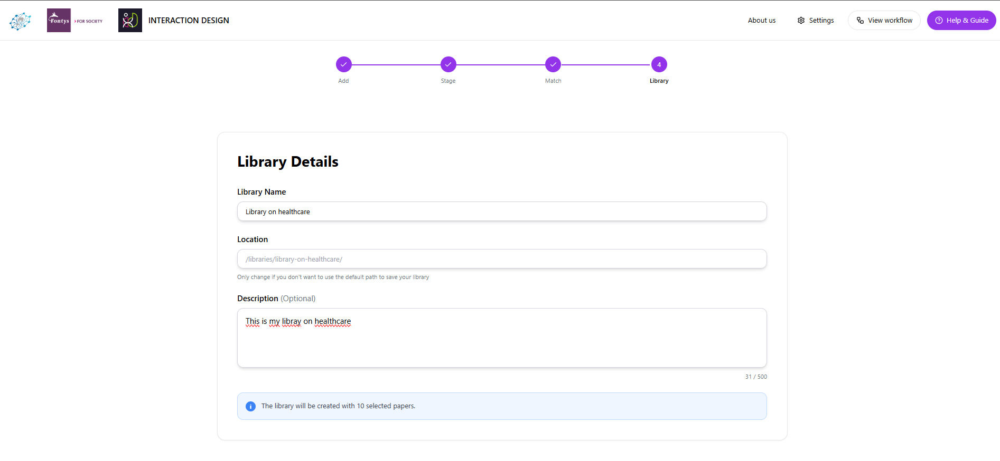 Fontys
> FOR SOCIETY
INTERACTION DESIGN
About us
Settings
View workflow
Help & Guide
Add
Stage
Match
4
Library
Library Details
Library Name
Library on healthcare
Location
/libraries/library-on-healthcare/
Only change if you don't want to use the default path to save your library
Description (Optional)
This is my libray on healthcare
31 / 500
The library will be created with 10 selected papers.